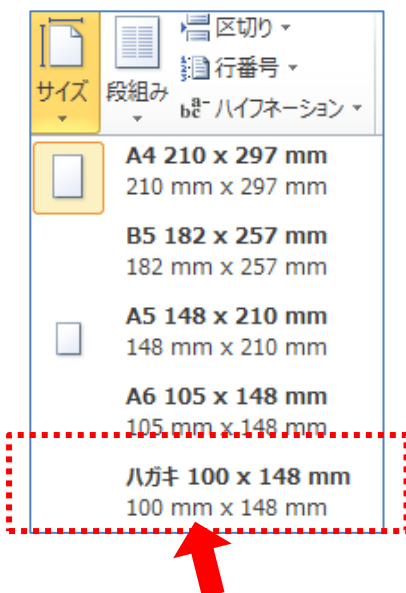 区切り
行番号
サイズ 段組み
ハイフネーション
A4 210 x 297 mm
210 mm x 297 mm
B5 182 x 257 mm
182 mm x 257 mm
A5 148 x 210 mm
148 mm x 210 mm
A6 105 x 148 mm
105 mm x 148 mm
ハガキ 100 x 148 mm
100 mm x 148 mm